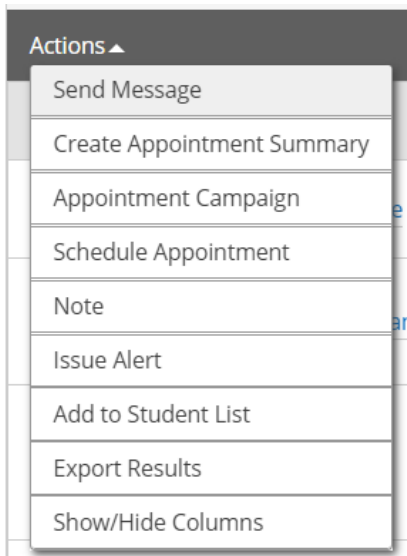 Actions
Send Message
Create Appointment Summary
Appointment Campaign
Schedule Appointment
Note
Issue Alert
Add to Student List
Export Results
Show/Hide Columns